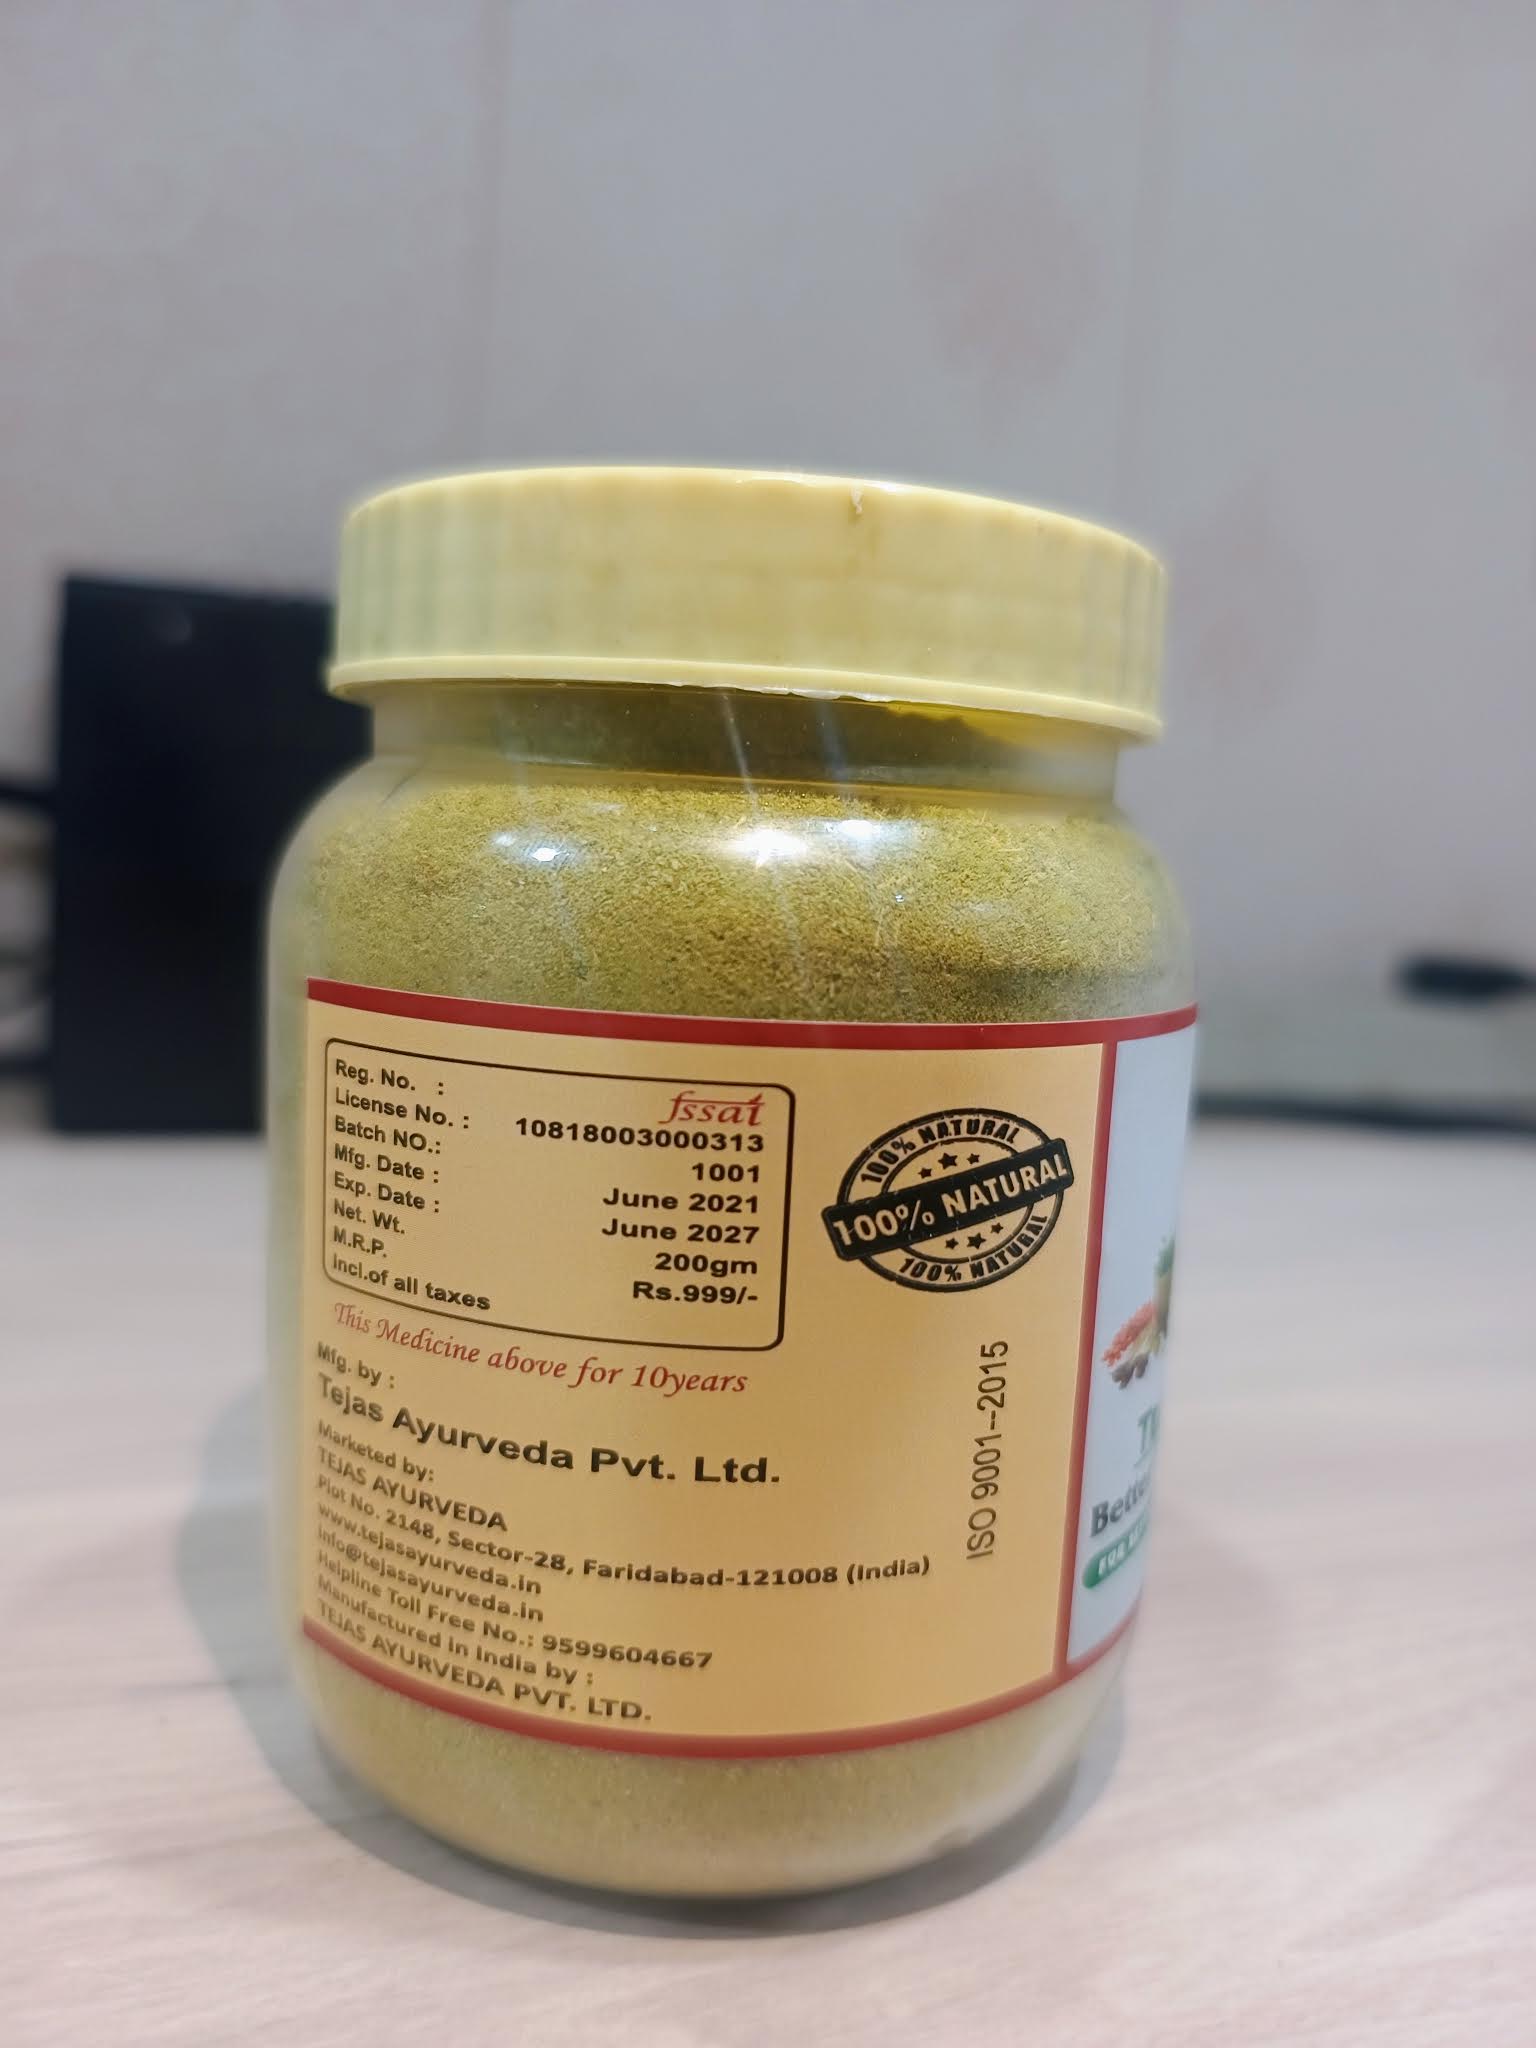 Reg. No. :
fssai
License No. : 10818003000313
Batch NO.: 1001
Mfg. Date : June 2021
Exp. Date : June 2027
Net. Wt. 200gm
M.R.P. Rs.999/-
Incl.of all taxes
This Medicine above for 10years
Mfg. by :
Tejas Ayurveda Pvt. Ltd.
Marketed by:
TEJAS AYURVEDA
Plot No. 2148, Sector-28, Faridabad-121008 (India)
www.tejasayurveda.in
info@tejasayurveda.in
Helpline Toll Free No.: 9599604667
Manufactured in India by :
TEJAS AYURVEDA PVT. LTD.
100% NATURAL
100% NATURAL
100% NATURAL
ISO 9001--2015